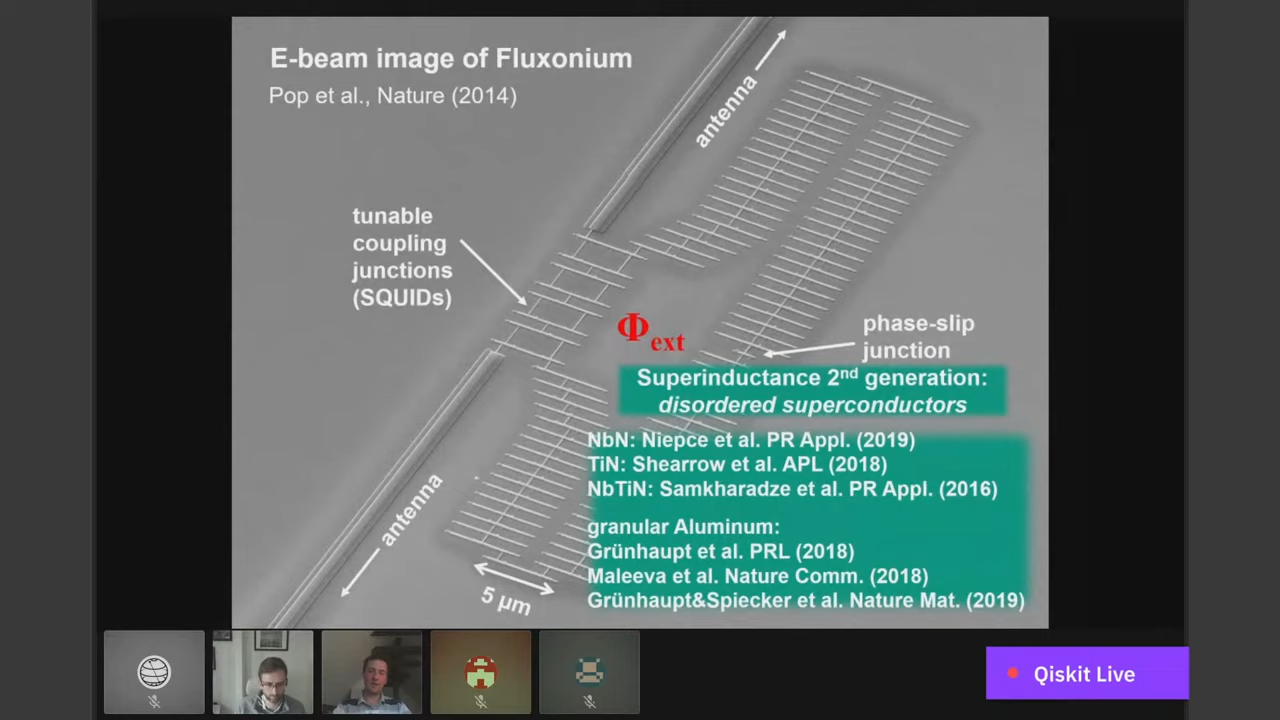 E-beam image of Fluxonium
Pop et al., Nature (2014)
antenna
tunable
coupling
junctions
(SQUIDs)
Φext
phase-slip
junction
Superinductance 2nd generation:
disordered superconductors
NbN: Niepce et al. PR Appl. (2019)
TiN: Shearrow et al. APL (2018)
NbTiN: Samkharadze et al. PR Appl. (2016)
granular Aluminum:
Grünhaupt et al. PRL (2018)
Maleeva et al. Nature Comm. (2018)
Grünhaupt&Spiecker et al. Nature Mat. (2019)
antenna
5 µm
Qiskit Live